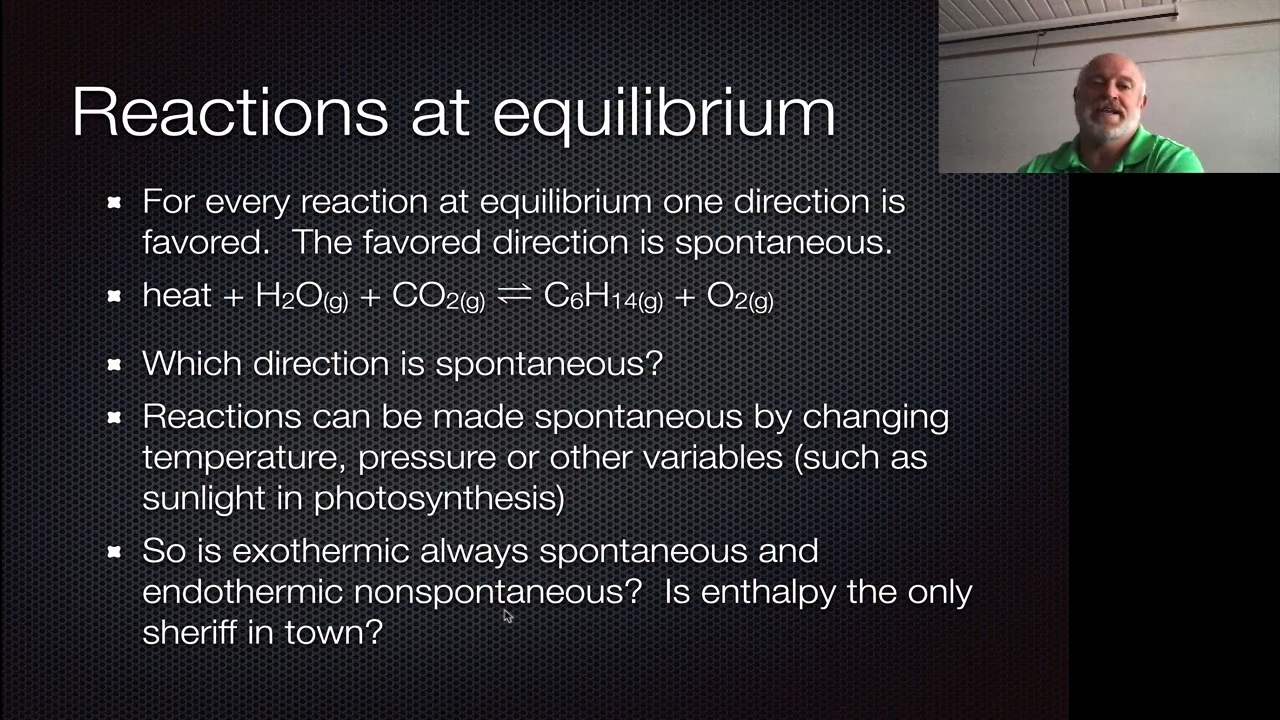 Reactions at equilibrium
For every reaction at equilibrium one direction is
favored.  The favored direction is spontaneous.
heat + H₂O(g) + CO₂(g) ⇌ C₆H₁₄(g) + O₂(g)
Which direction is spontaneous?
Reactions can be made spontaneous by changing
temperature, pressure or other variables (such as
sunlight in photosynthesis)
So is exothermic always spontaneous and
endothermic nonspontaneous?  Is enthalpy the only
sheriff in town?